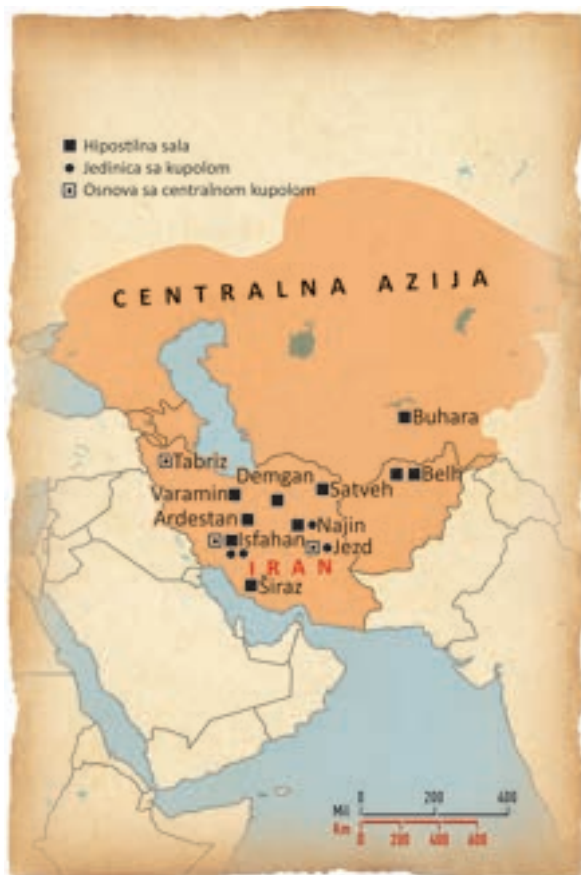 Hipostilna sala
Jedinica sa kupolom
Osnova sa centralnom kupolom
CENTRALNA AZIJA
Buhara
Tabriz
Demgan
Belh
Varamin
Satveh
Ardestan
Najin
Isfahan
Jezd
IRAN
Širaz
0 200 400
Mil
Km
0 200 400 600